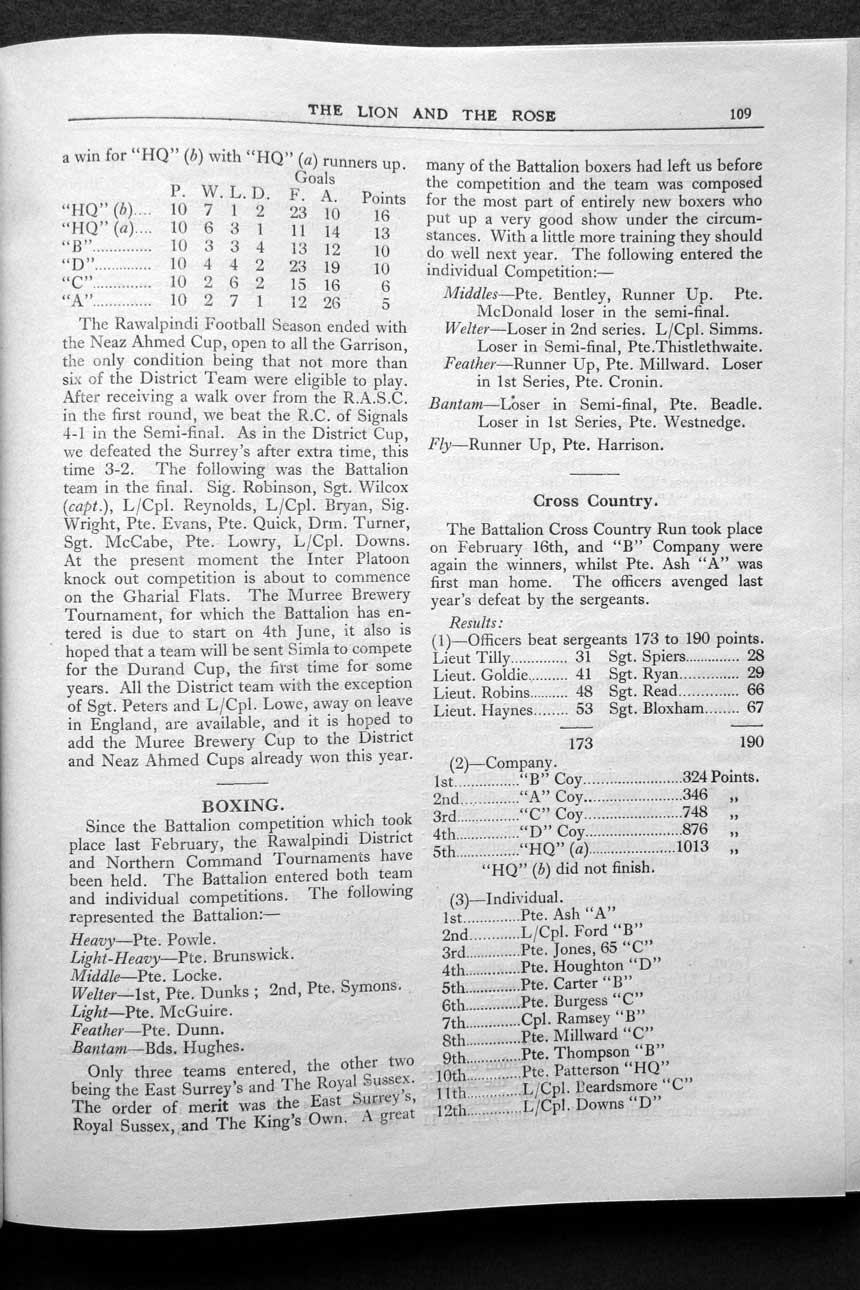 THE LION AND THE ROSE 109
a win for "HQ" (b) with "HQ" (a) runners up.
Goals
P. W. L. D. F. A. Points
"HQ" (b).... 10 7 1 2 23 10 16
"HQ" (a).... 10 6 3 1 11 14 13
"B".............. 10 3 3 4 13 12 10
"D".............. 10 4 4 2 23 19 10
"C".............. 10 2 6 2 15 16 6
"A".............. 10 2 7 1 12 26 5
The Rawalpindi Football Season ended with
the Neaz Ahmed Cup, open to all the Garrison,
the only condition being that not more than
six of the District Team were eligible to play.
After receiving a walk over from the R.A.S.C.
in the first round, we beat the R.C. of Signals
4-1 in the Semi-final. As in the District Cup,
we defeated the Surrey's after extra time, this
time 3-2. The following was the Battalion
team in the final. Sig. Robinson, Sgt. Wilcox
(capt.), L/Cpl. Reynolds, L/Cpl. Bryan, Sig.
Wright, Pte. Evans, Pte. Quick, Drm. Turner,
Sgt. McCabe, Pte. Lowry, L/Cpl. Downs.
At the present moment the Inter Platoon
knock out competition is about to commence
on the Gharial Flats. The Murree Brewery
Tournament, for which the Battalion has en-
tered is due to start on 4th June, it also is
hoped that a team will be sent Simla to compete
for the Durand Cup, the first time for some
years. All the District team with the exception
of Sgt. Peters and L/Cpl. Lowe, away on leave
in England, are available, and it is hoped to
add the Muree Brewery Cup to the District
and Neaz Ahmed Cups already won this year.
BOXING.
Since the Battalion competition which took
place last February, the Rawalpindi District
and Northern Command Tournaments have
been held. The Battalion entered both team
and individual competitions. The following
represented the Battalion:—
Heavy—Pte. Powle.
Light-Heavy—Pte. Brunswick.
Middle—Pte. Locke.
Welter—1st, Pte. Dunks ; 2nd, Pte. Symons.
Light—Pte. McGuire.
Feather—Pte. Dunn.
Bantam—Bds. Hughes.
Only three teams entered, the other two
being the East Surrey's and The Royal Sussex.
The order of merit was the East Surrey's,
Royal Sussex, and The King's Own. A great
many of the Battalion boxers had left us before
the competition and the team was composed
for the most part of entirely new boxers who
put up a very good show under the circum-
stances. With a little more training they should
do well next year. The following entered the
individual Competition:—
Middles—Pte. Bentley, Runner Up. Pte.
McDonald loser in the semi-final.
Welter—Loser in 2nd series. L/Cpl. Simms.
Loser in Semi-final, Pte.Thistlethwaite.
Feather—Runner Up, Pte. Millward. Loser
in 1st Series, Pte. Cronin.
Bantam—Loser in Semi-final, Pte. Beadle.
Loser in 1st Series, Pte. Westnedge.
Fly—Runner Up, Pte. Harrison.
Cross Country.
The Battalion Cross Country Run took place
on February 16th, and "B" Company were
again the winners, whilst Pte. Ash "A" was
first man home. The officers avenged last
year's defeat by the sergeants.
Results:
(1)—Officers beat sergeants 173 to 190 points.
Lieut Tilly.............. 31 Sgt. Spiers.............. 28
Lieut. Goldie.......... 41 Sgt. Ryan.............. 29
Lieut. Robins.......... 48 Sgt. Read.............. 66
Lieut. Haynes........ 53 Sgt. Bloxham........ 67
173 190
(2)—Company.
1st................"B" Coy.........................324 Points.
2nd..............."A" Coy.........................346 „
3rd................"C" Coy.........................748 „
4th................"D" Coy.........................876 „
5th................"HQ" (a)......................1013 „
"HQ" (b) did not finish.
(3)—Individual.
1st..............Pte. Ash "A"
2nd............L/Cpl. Ford "B"
3rd..............Pte. Jones, 65 "C"
4th..............Pte. Houghton "D"
5th..............Pte. Carter "B"
6th..............Pte. Burgess "C"
7th..............Cpl. Ramsey "B"
8th..............Pte. Millward "C"
9th..............Pte. Thompson "B"
10th..............Pte. Patterson "HQ"
11th..............L/Cpl. Beardsmore "C"
12th..............L/Cpl. Downs "D"